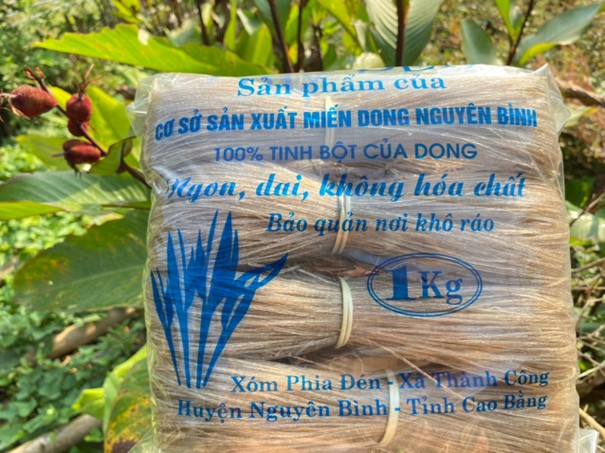 Sản phẩm của
CƠ SỞ SẢN XUẤT MIẾN DONG NGUYÊN BÌNH
100% TINH BỘT CỦA DONG
Ngon, dai, không hóa chất
Bảo quản nơi khô ráo
1 Kg
Xóm Phia Đén - Xã Thành Công
Huyện Nguyên Bình - Tỉnh Cao Bằng